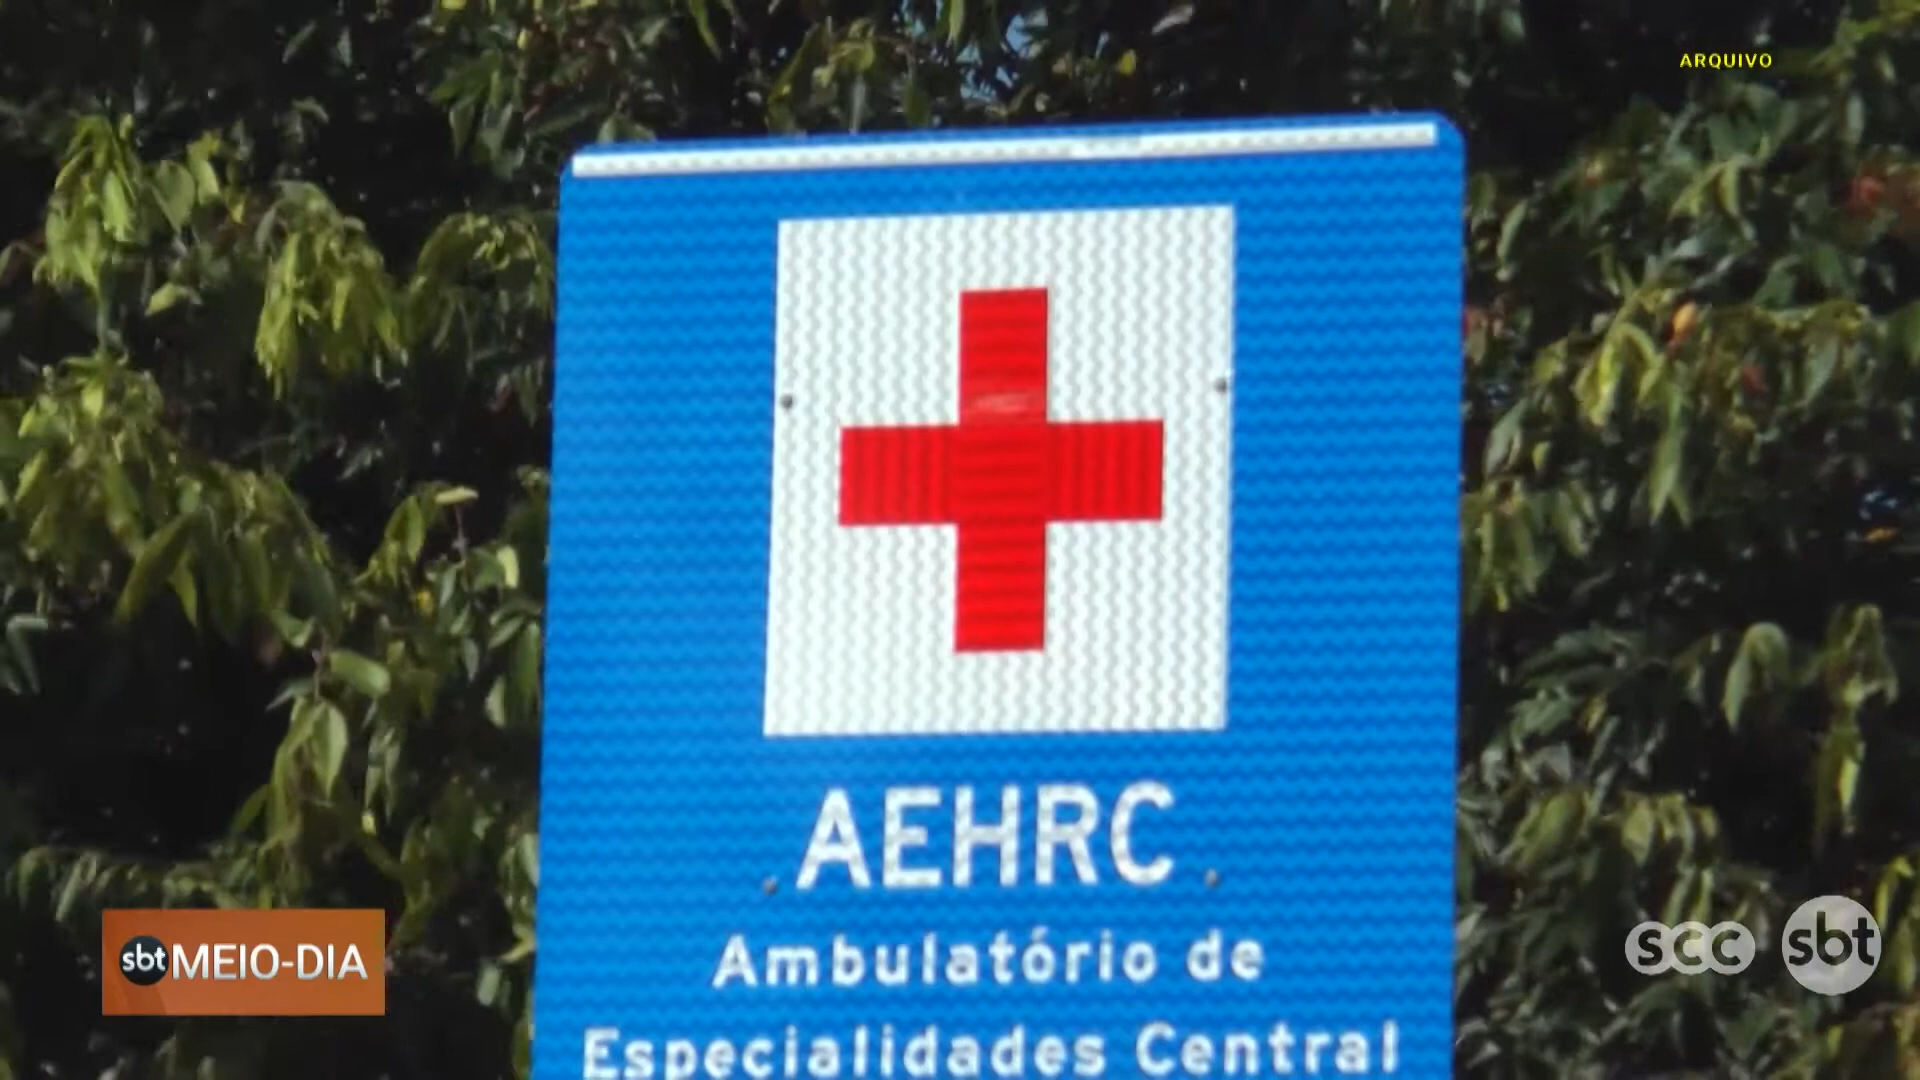 ARQUIVO
AEHRC
Ambulatório de
Especialidades Central
sbt MEIO-DIA
scc sbt